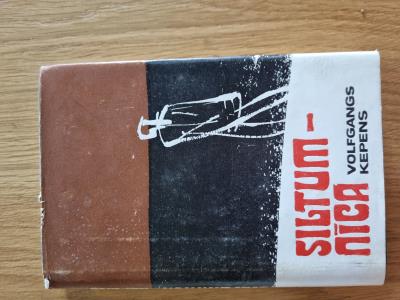 VOLFGANGS
KEPENS
SILTUM-
NĪCA